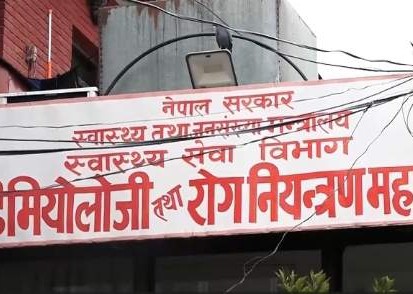 नेपाल सरकार
स्वास्थ्य तथा जनसंख्या मन्त्रालय
स्वास्थ्य सेवा विभाग
डेमियोलोजी तथा रोग नियन्त्रण मह